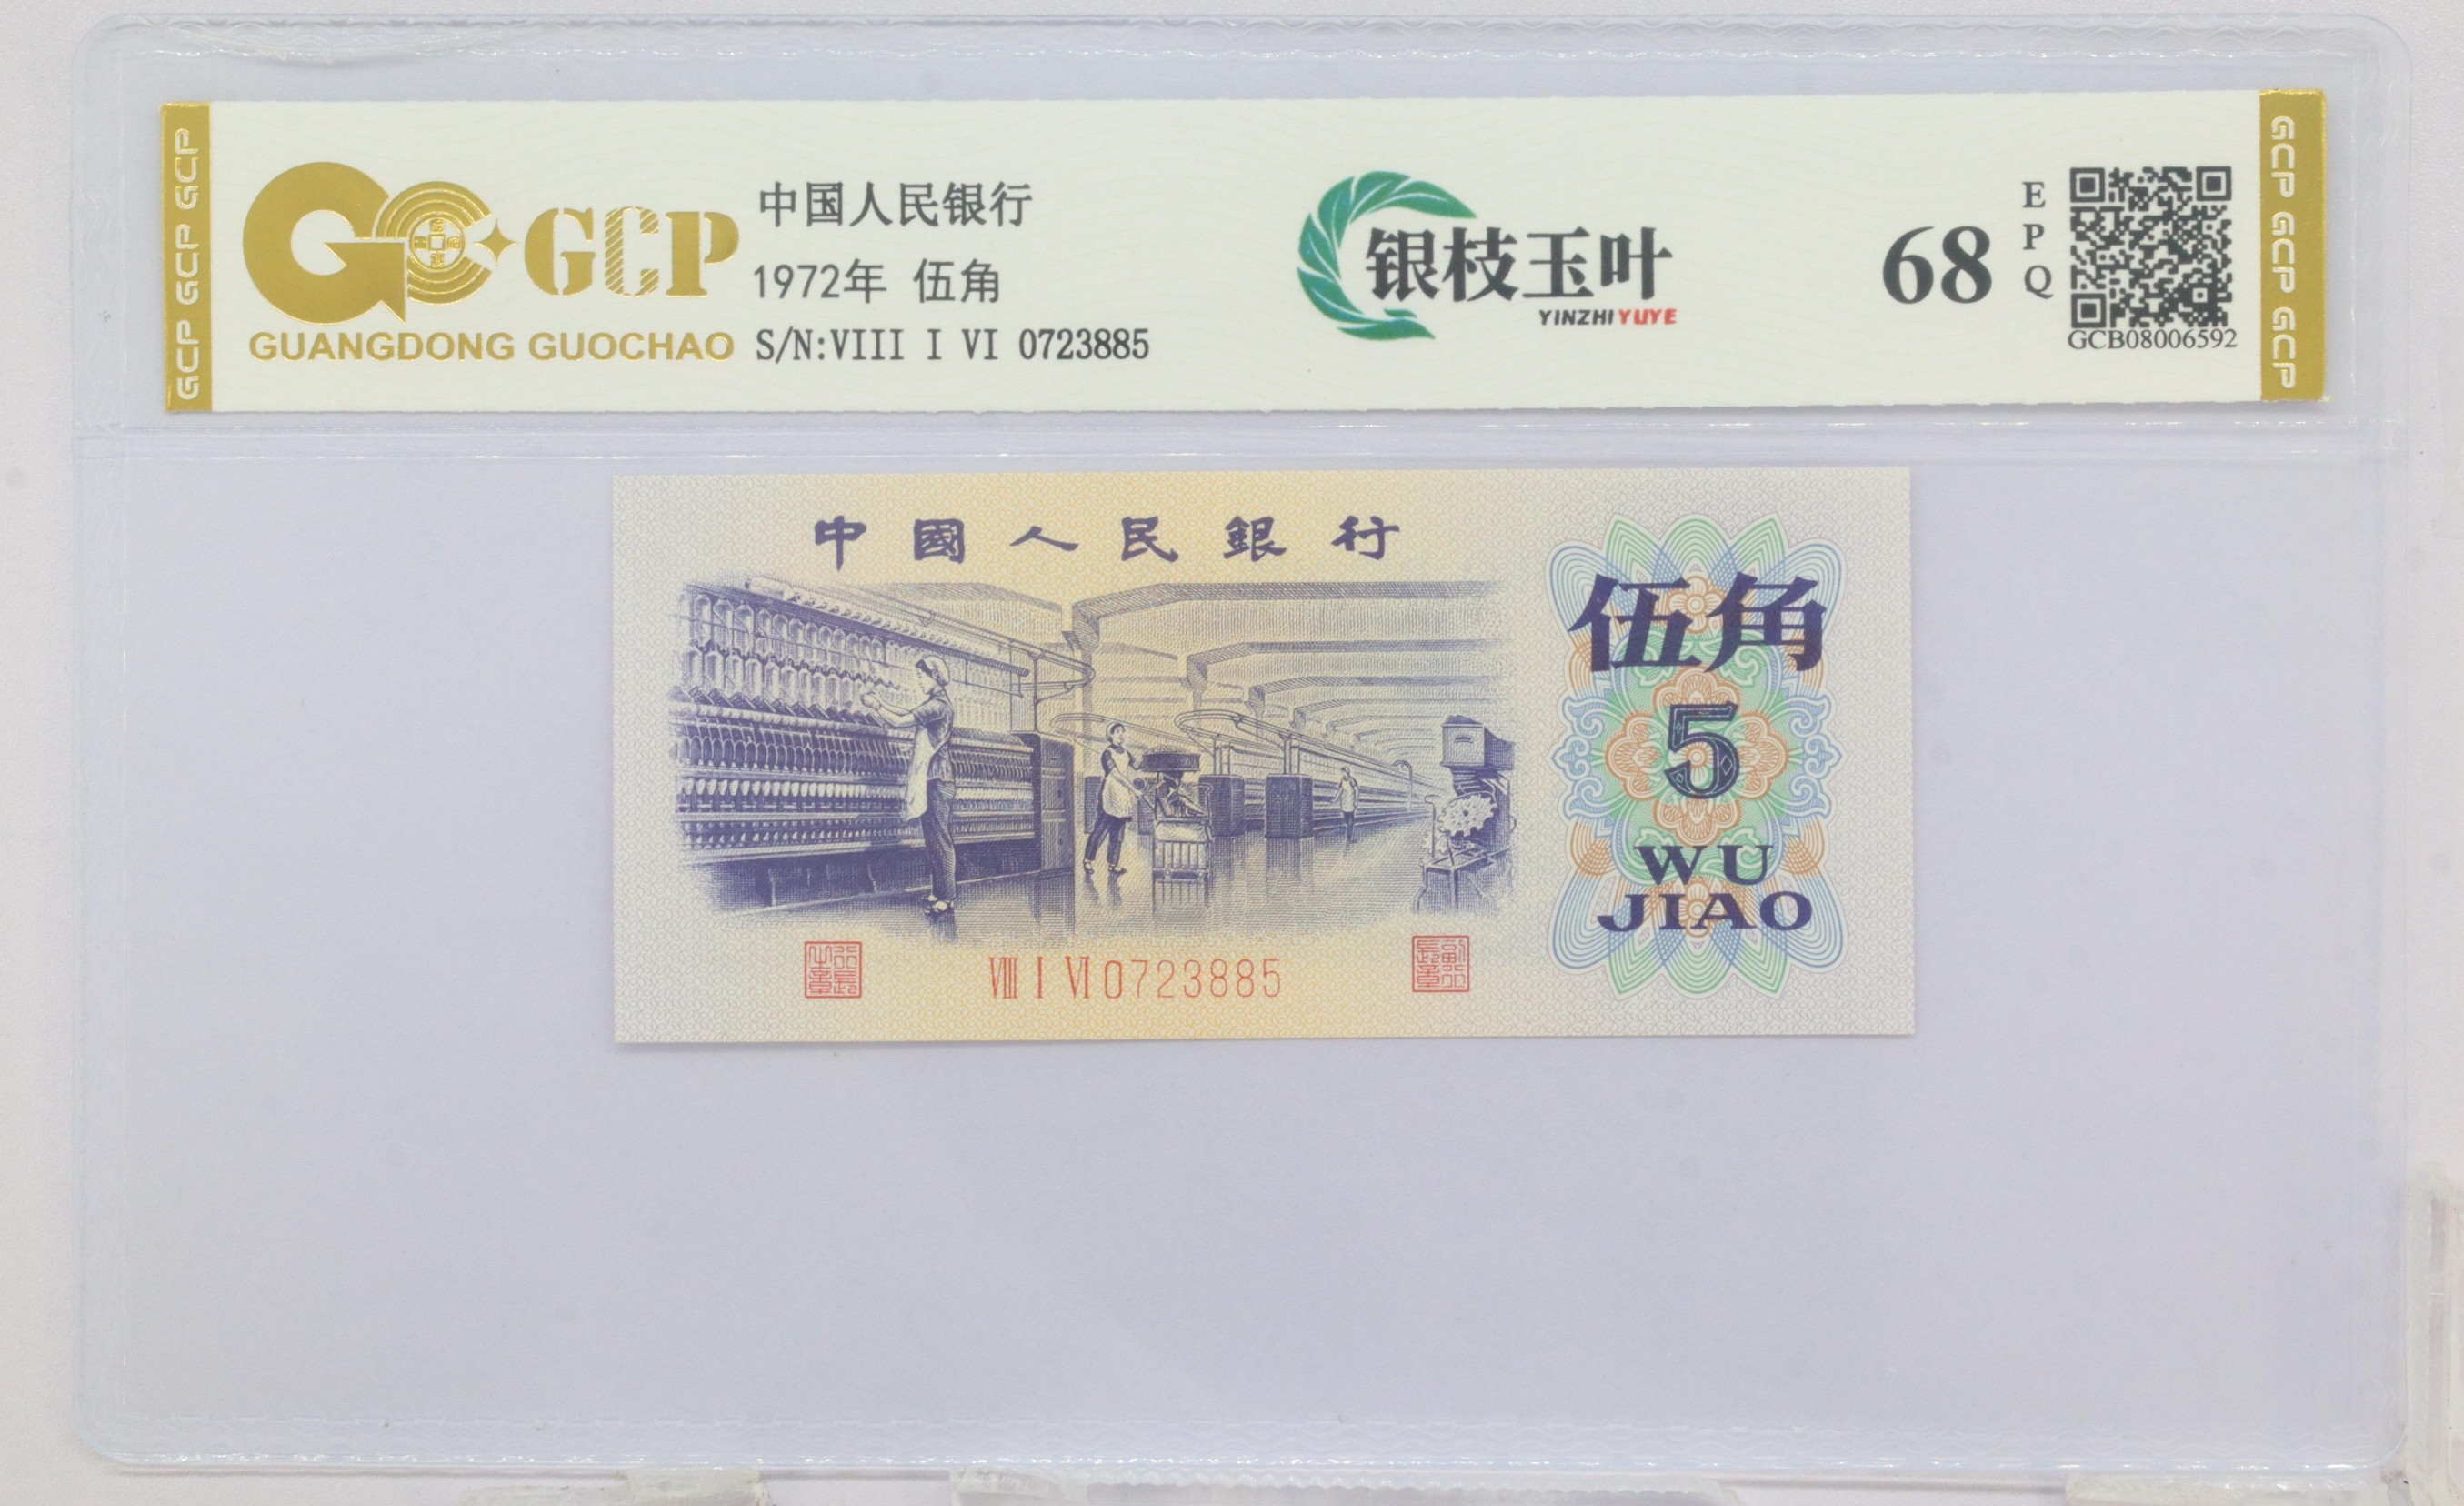 GCP GCP GCP
GCP
GUANGDONG GUOCHAO
中国人民银行
1972年 伍角
S/N:VIII I VI 0723885
银枝玉叶
YINZHIYUYE
68
EPQ
GCB08006592
GCP GCP GCP
中國人民銀行
伍角
5
WU
JIAO
VIII I VI 0723885